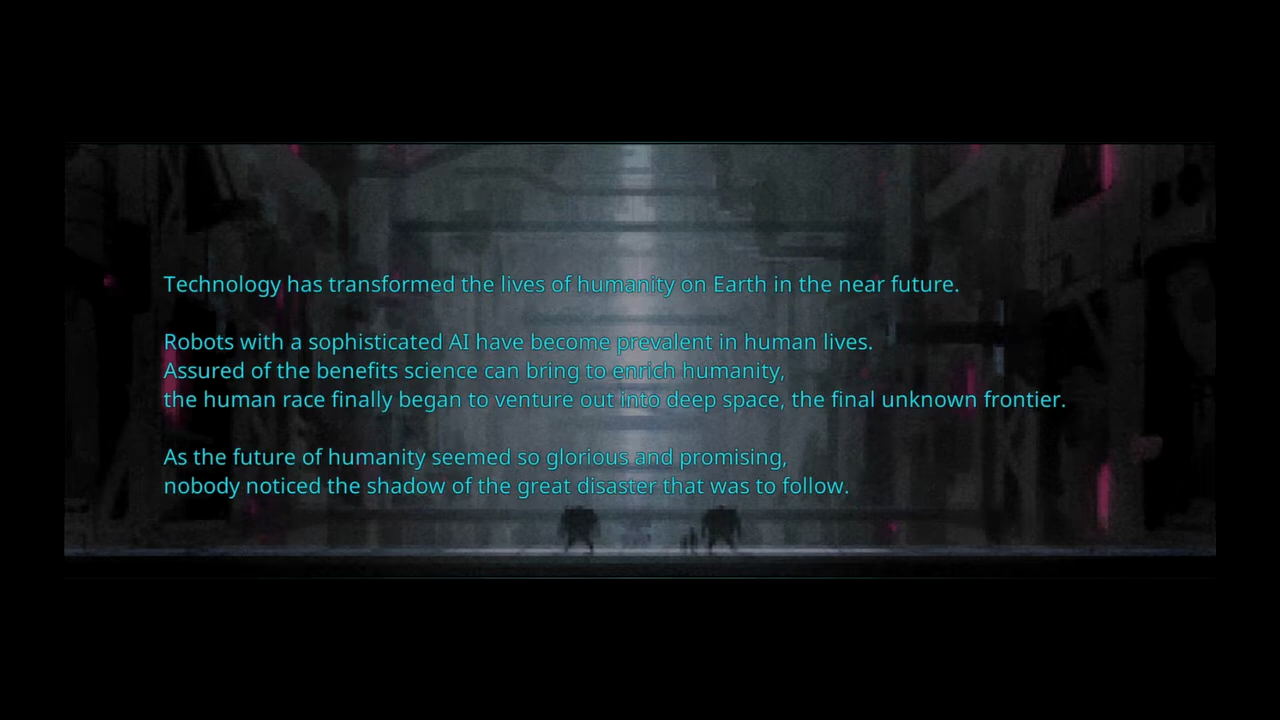 Technology has transformed the lives of humanity on Earth in the near future.
Robots with a sophisticated AI have become prevalent in human lives.
Assured of the benefits science can bring to enrich humanity,
the human race finally began to venture out into deep space, the final unknown frontier.
As the future of humanity seemed so glorious and promising,
nobody noticed the shadow of the great disaster that was to follow.